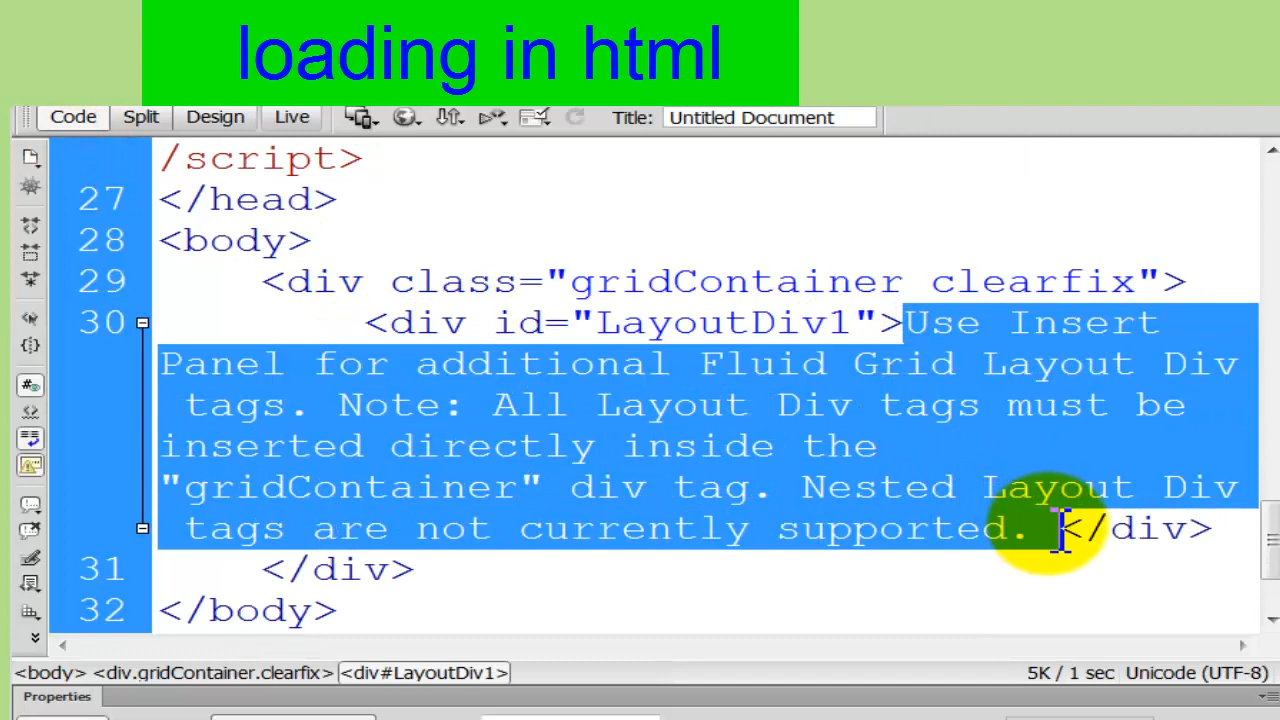 loading in html
Code Split Design Live Title: Untitled Document
/script>
27 </head>
28 <body>
29 <div class="gridContainer clearfix">
30 <div id="LayoutDiv1">Use Insert
Panel for additional Fluid Grid Layout Div
tags. Note: All Layout Div tags must be
inserted directly inside the
"gridContainer" div tag. Nested Layout Div
tags are not currently supported. </div>
31 </div>
32 </body>
<body> <div.gridContainer.clearfix> <div#LayoutDiv1> 5K / 1 sec Unicode (UTF-8)
Properties